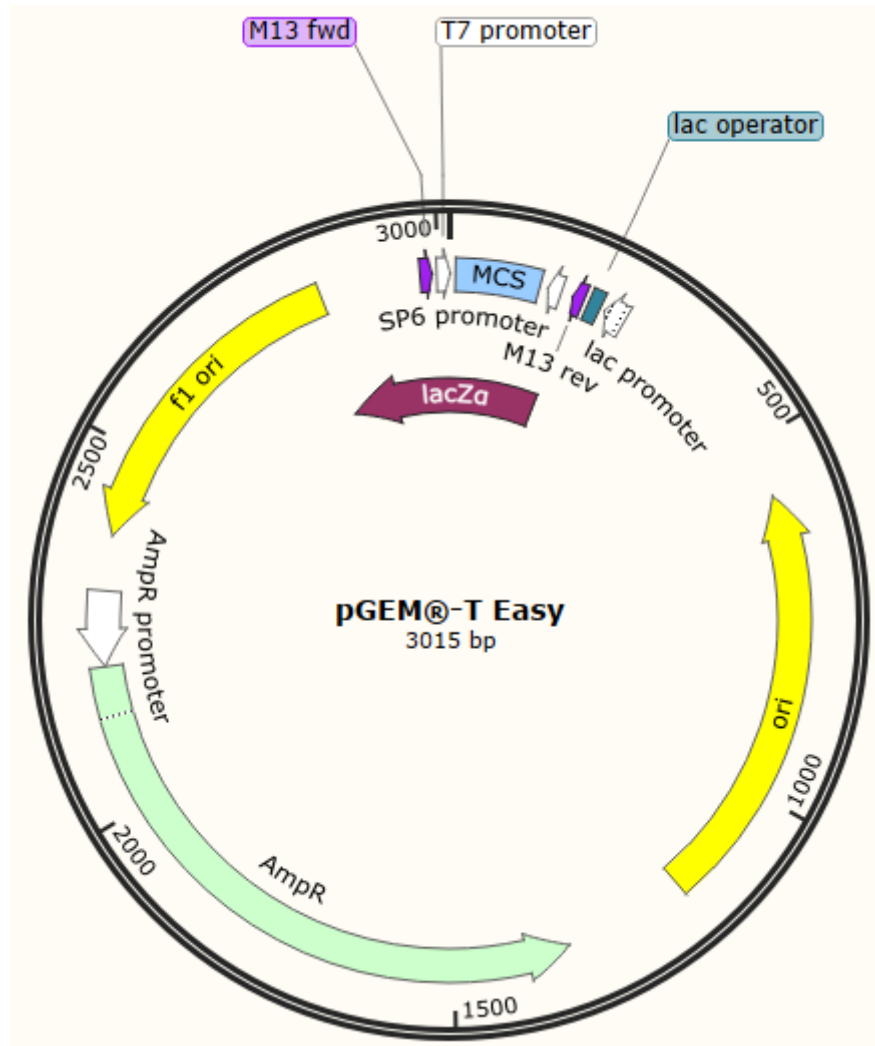 M13 fwd
T7 promoter
lac operator
3000
MCS
SP6 promoter
M13 rev
lac promoter
lacZα
f1 ori
500
2500
AmpR promoter
pGEM®-T Easy
3015 bp
ori
1000
2000
AmpR
1500